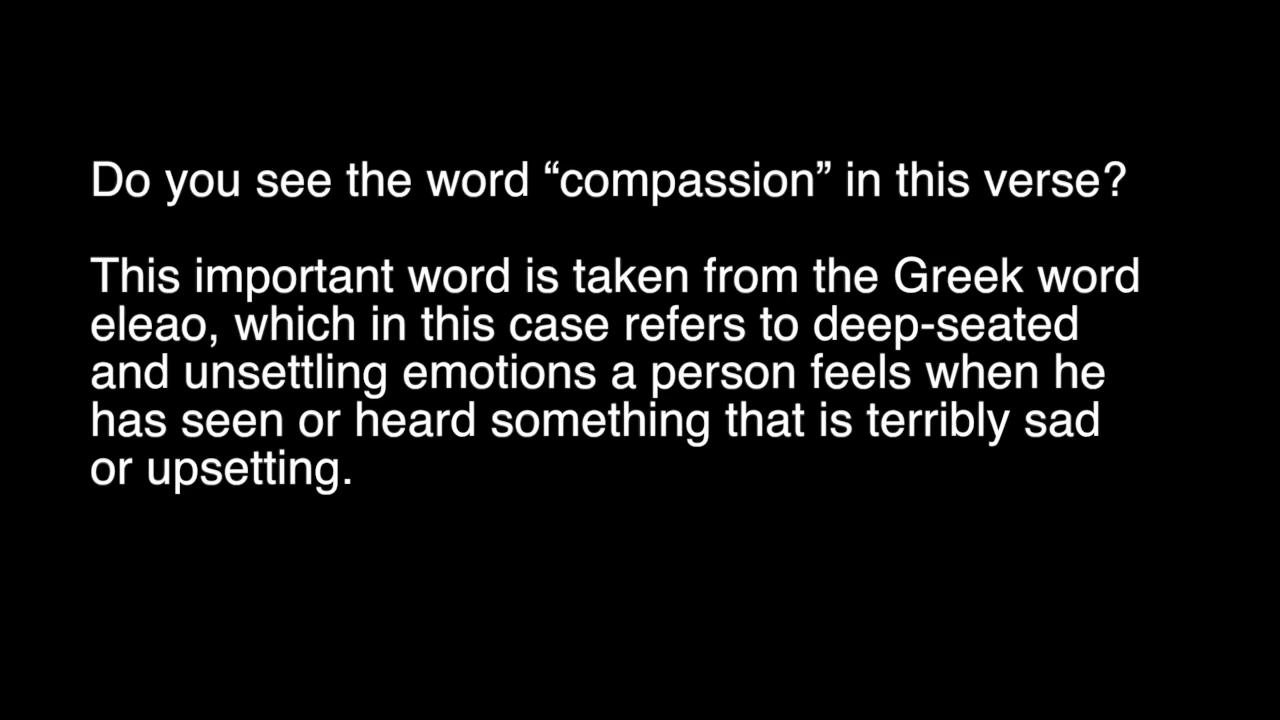 Do you see the word “compassion” in this verse?
This important word is taken from the Greek word
eleao, which in this case refers to deep-seated
and unsettling emotions a person feels when he
has seen or heard something that is terribly sad
or upsetting.